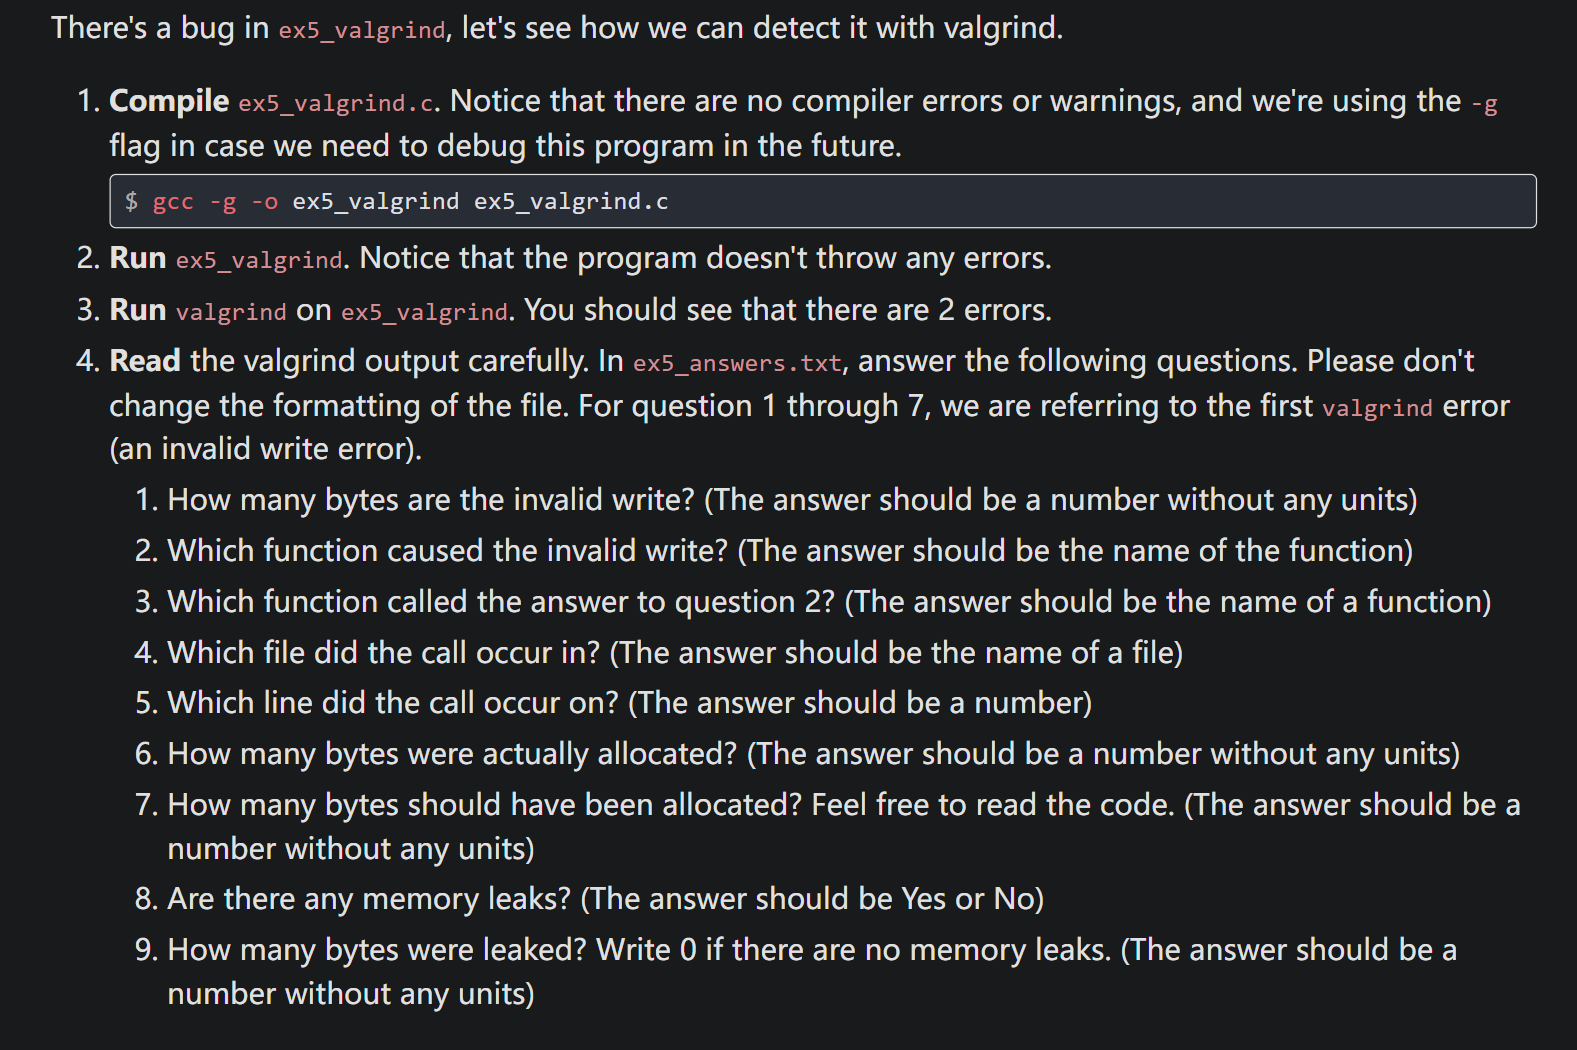 There's a bug in ex5_valgrind, let's see how we can detect it with valgrind.
1. Compile ex5_valgrind.c. Notice that there are no compiler errors or warnings, and we're using the -g
flag in case we need to debug this program in the future.
$ gcc -g -o ex5_valgrind ex5_valgrind.c
2. Run ex5_valgrind. Notice that the program doesn't throw any errors.
3. Run valgrind on ex5_valgrind. You should see that there are 2 errors.
4. Read the valgrind output carefully. In ex5_answers.txt, answer the following questions. Please don't
change the formatting of the file. For question 1 through 7, we are referring to the first valgrind error
(an invalid write error).
1. How many bytes are the invalid write? (The answer should be a number without any units)
2. Which function caused the invalid write? (The answer should be the name of the function)
3. Which function called the answer to question 2? (The answer should be the name of a function)
4. Which file did the call occur in? (The answer should be the name of a file)
5. Which line did the call occur on? (The answer should be a number)
6. How many bytes were actually allocated? (The answer should be a number without any units)
7. How many bytes should have been allocated? Feel free to read the code. (The answer should be a
number without any units)
8. Are there any memory leaks? (The answer should be Yes or No)
9. How many bytes were leaked? Write 0 if there are no memory leaks. (The answer should be a
number without any units)